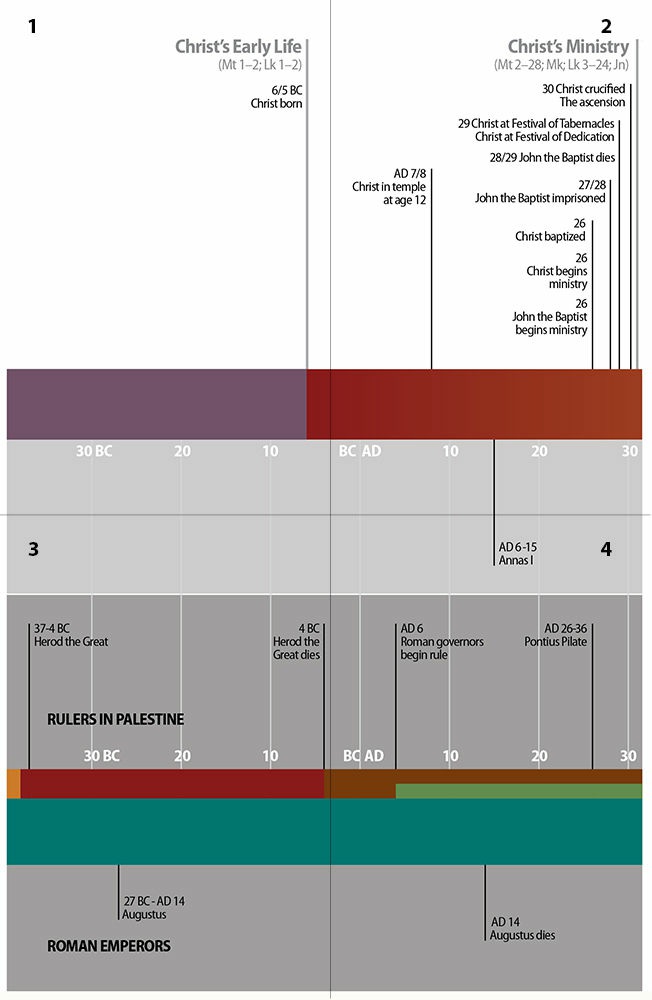 1
2
Christ's Early Life
(Mt 1–2; Lk 1–2)
6/5 BC
Christ born
Christ's Ministry
(Mt 2–28; Mk; Lk 3–24; Jn)
30 Christ crucified
The ascension
29 Christ at Festival of Tabernacles
Christ at Festival of Dedication
28/29 John the Baptist dies
AD 7/8
Christ in temple
at age 12
27/28
John the Baptist imprisoned
26
Christ baptized
26
Christ begins
ministry
26
John the Baptist
begins ministry
30 BC 20 10 BC AD 10 20 30
3
4
AD 6-15
Annas I
37-4 BC
Herod the Great
4 BC
Herod the
Great dies
AD 6
Roman governors
begin rule
AD 26-36
Pontius Pilate
RULERS IN PALESTINE
30 BC 20 10 BC AD 10 20 30
27 BC - AD 14
Augustus
AD 14
Augustus dies
ROMAN EMPERORS